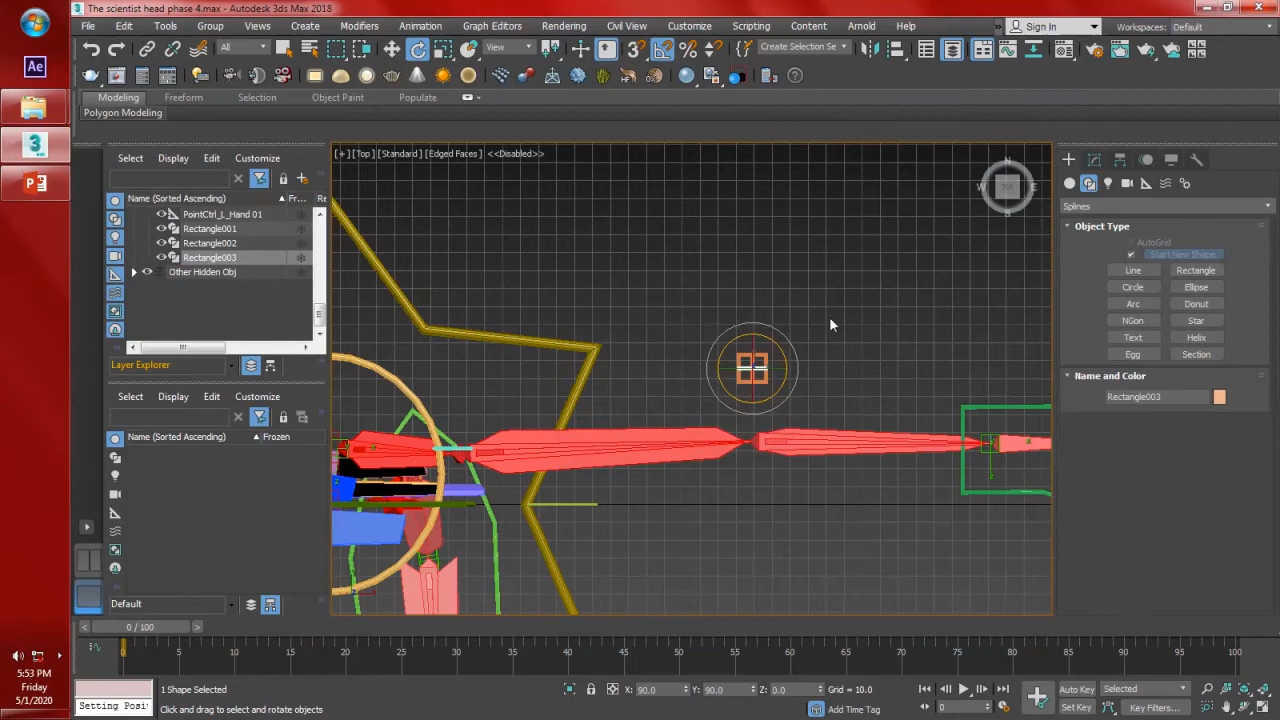 The scientist head phase 4.max - Autodesk 3ds Max 2018
File Edit Tools Group Views Create Modifiers Animation Graph Editors Rendering Civil View Customize Scripting Content Arnold » Sign In Workspaces: Default
All View Create Selection Se
Modeling Freeform Selection Object Paint Populate
Polygon Modeling
Select Display Edit Customize
Name (Sorted Ascending) Fr... Re
PointCtrl_L_Hand 01
Rectangle001
Rectangle002
Rectangle003
Other Hidden Obj
Layer Explorer
Select Display Edit Customize
Name (Sorted Ascending) Frozen
Default
[+] [Top] [Standard] [Edged Faces] <<Disabled>>
N
W E
S
Splines
Object Type
AutoGrid
Start New Shape
Line Rectangle
Circle Ellipse
Arc Donut
NGon Star
Text Helix
Egg Section
Name and Color
Rectangle003
0 / 100
0 5 10 15 20 25 30 35 40 45 50 55 60 65 70 75 80 85 90 95 100
1 Shape Selected X: 90.0 Y: 90.0 Z: 0.0 Grid = 10.0 Auto Key Selected
Setting Posi Click and drag to select and rotate objects Add Time Tag 0 Set Key Key Filters...
Ae
3
P
5:53 PM
Friday
5/1/2020